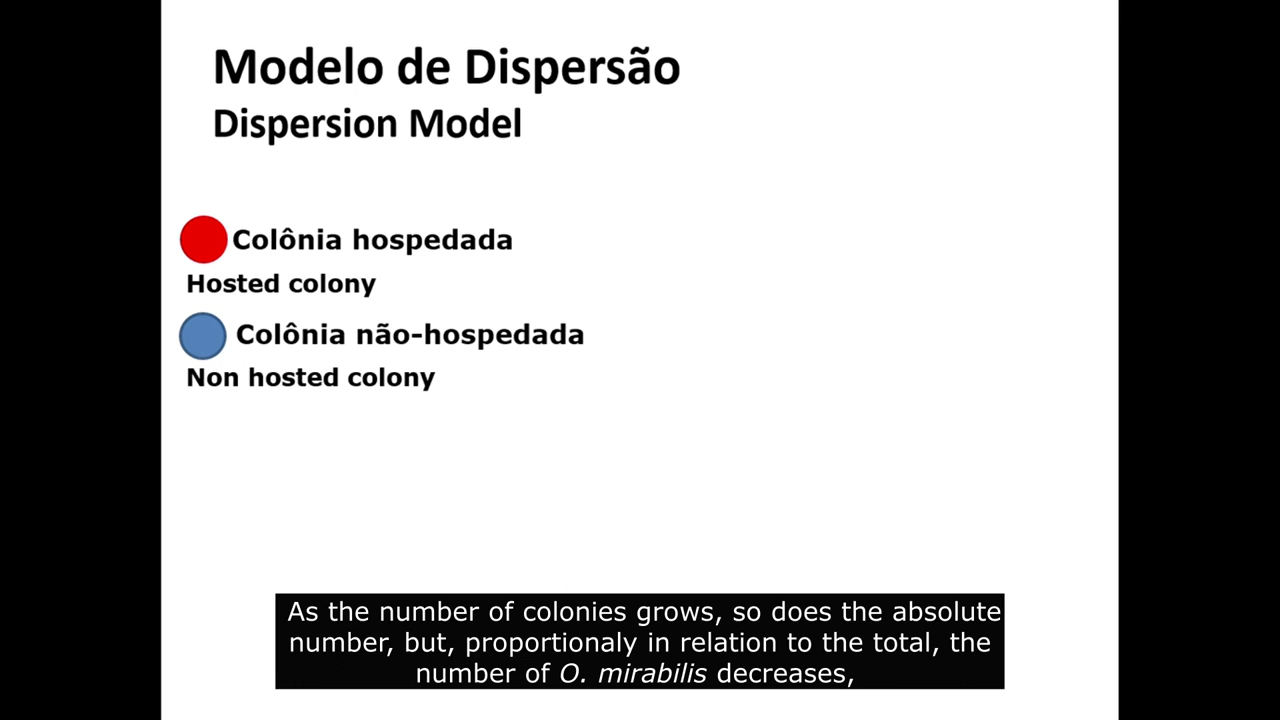 Modelo de Dispersão
Dispersion Model
Colônia hospedada
Hosted colony
Colônia não-hospedada
Non hosted colony
As the number of colonies grows, so does the absolute
number, but, proportionaly in relation to the total, the
number of O. mirabilis decreases,